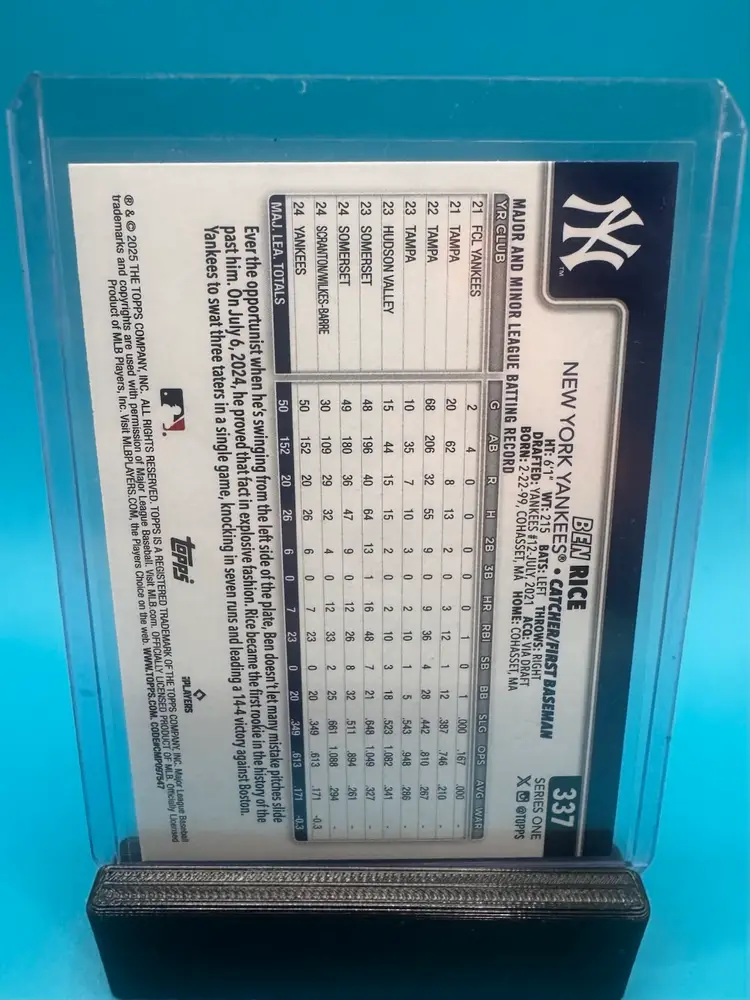 NY
TM
337
SERIES ONE
@TOPPS
BEN RICE
NEW YORK YANKEES® • CATCHER/FIRST BASEMAN
HT: 6'1" WT: 215 BATS: LEFT THROWS: RIGHT
DRAFTED: YANKEES #12-JULY, 2021 ACQ: VIA DRAFT
BORN: 2-22-99, COHASSET, MA HOME: COHASSET, MA
MAJOR AND MINOR LEAGUE BATTING RECORD
YR CLUB G AB R H 2B 3B HR RBI SB BB SLG OPS AVG WAR
21 FCL YANKEES 2 4 0 0 0 0 0 1 0 1 .000 .167 .000 -
21 TAMPA 20 62 8 13 2 0 3 12 1 12 .387 .746 .210 -
22 TAMPA 68 206 32 55 9 0 9 36 4 28 .442 .810 .267 -
23 TAMPA 10 35 7 10 3 0 2 10 1 5 .543 .948 .286 -
23 HUDSON VALLEY 15 44 15 15 2 0 2 10 3 18 .523 1.082 .341 -
23 SOMERSET 48 196 40 64 13 1 16 48 7 21 .648 1.049 .327 -
24 SOMERSET 49 180 36 47 9 0 12 26 8 32 .511 .894 .261 -
24 SCRANTON/WILKES-BARRE 30 109 29 32 4 0 12 33 2 25 .661 1.088 .294 -
24 YANKEES 50 152 20 26 6 0 7 23 0 20 .349 .613 .171 -0.3
MAJ. LEA. TOTALS 50 152 20 26 6 0 7 23 0 20 .349 .613 .171 -0.3
Ever the opportunist when he's swinging from the left side of the plate, Ben doesn't let many mistake pitches slide
past him. On July 6, 2024, he proved that fact in explosive fashion. Rice became the first rookie in the history of the
Yankees to swat three taters in a single game, knocking in seven runs and leading a 14-4 victory against Boston.
topps
PLAYERS
® & © 2025 THE TOPPS COMPANY, INC. ALL RIGHTS RESERVED. TOPPS IS A REGISTERED TRADEMARK OF THE TOPPS COMPANY, INC. Major League Baseball
trademarks and copyrights are used with permission of Major League Baseball. Visit MLB.com. OFFICIALLY LICENSED PRODUCT OF MLB. Officially Licensed
Product of MLB Players, Inc. Visit MLBPLAYERS.COM, the Players Choice on the web. WWW.TOPPS.COM. CODE#CMP097547